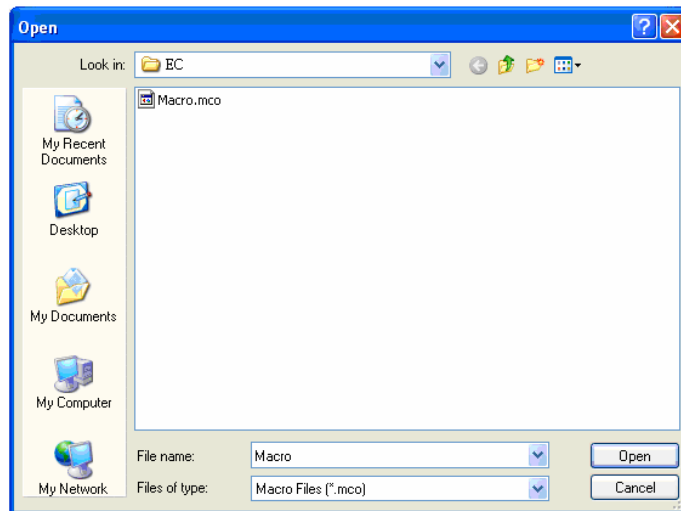 Open
Look in:
EC
Macro.mco
My Recent
Documents
Desktop
My Documents
My Computer
My Network
File name:
Macro
Open
Files of type:
Macro Files (*.mco)
Cancel